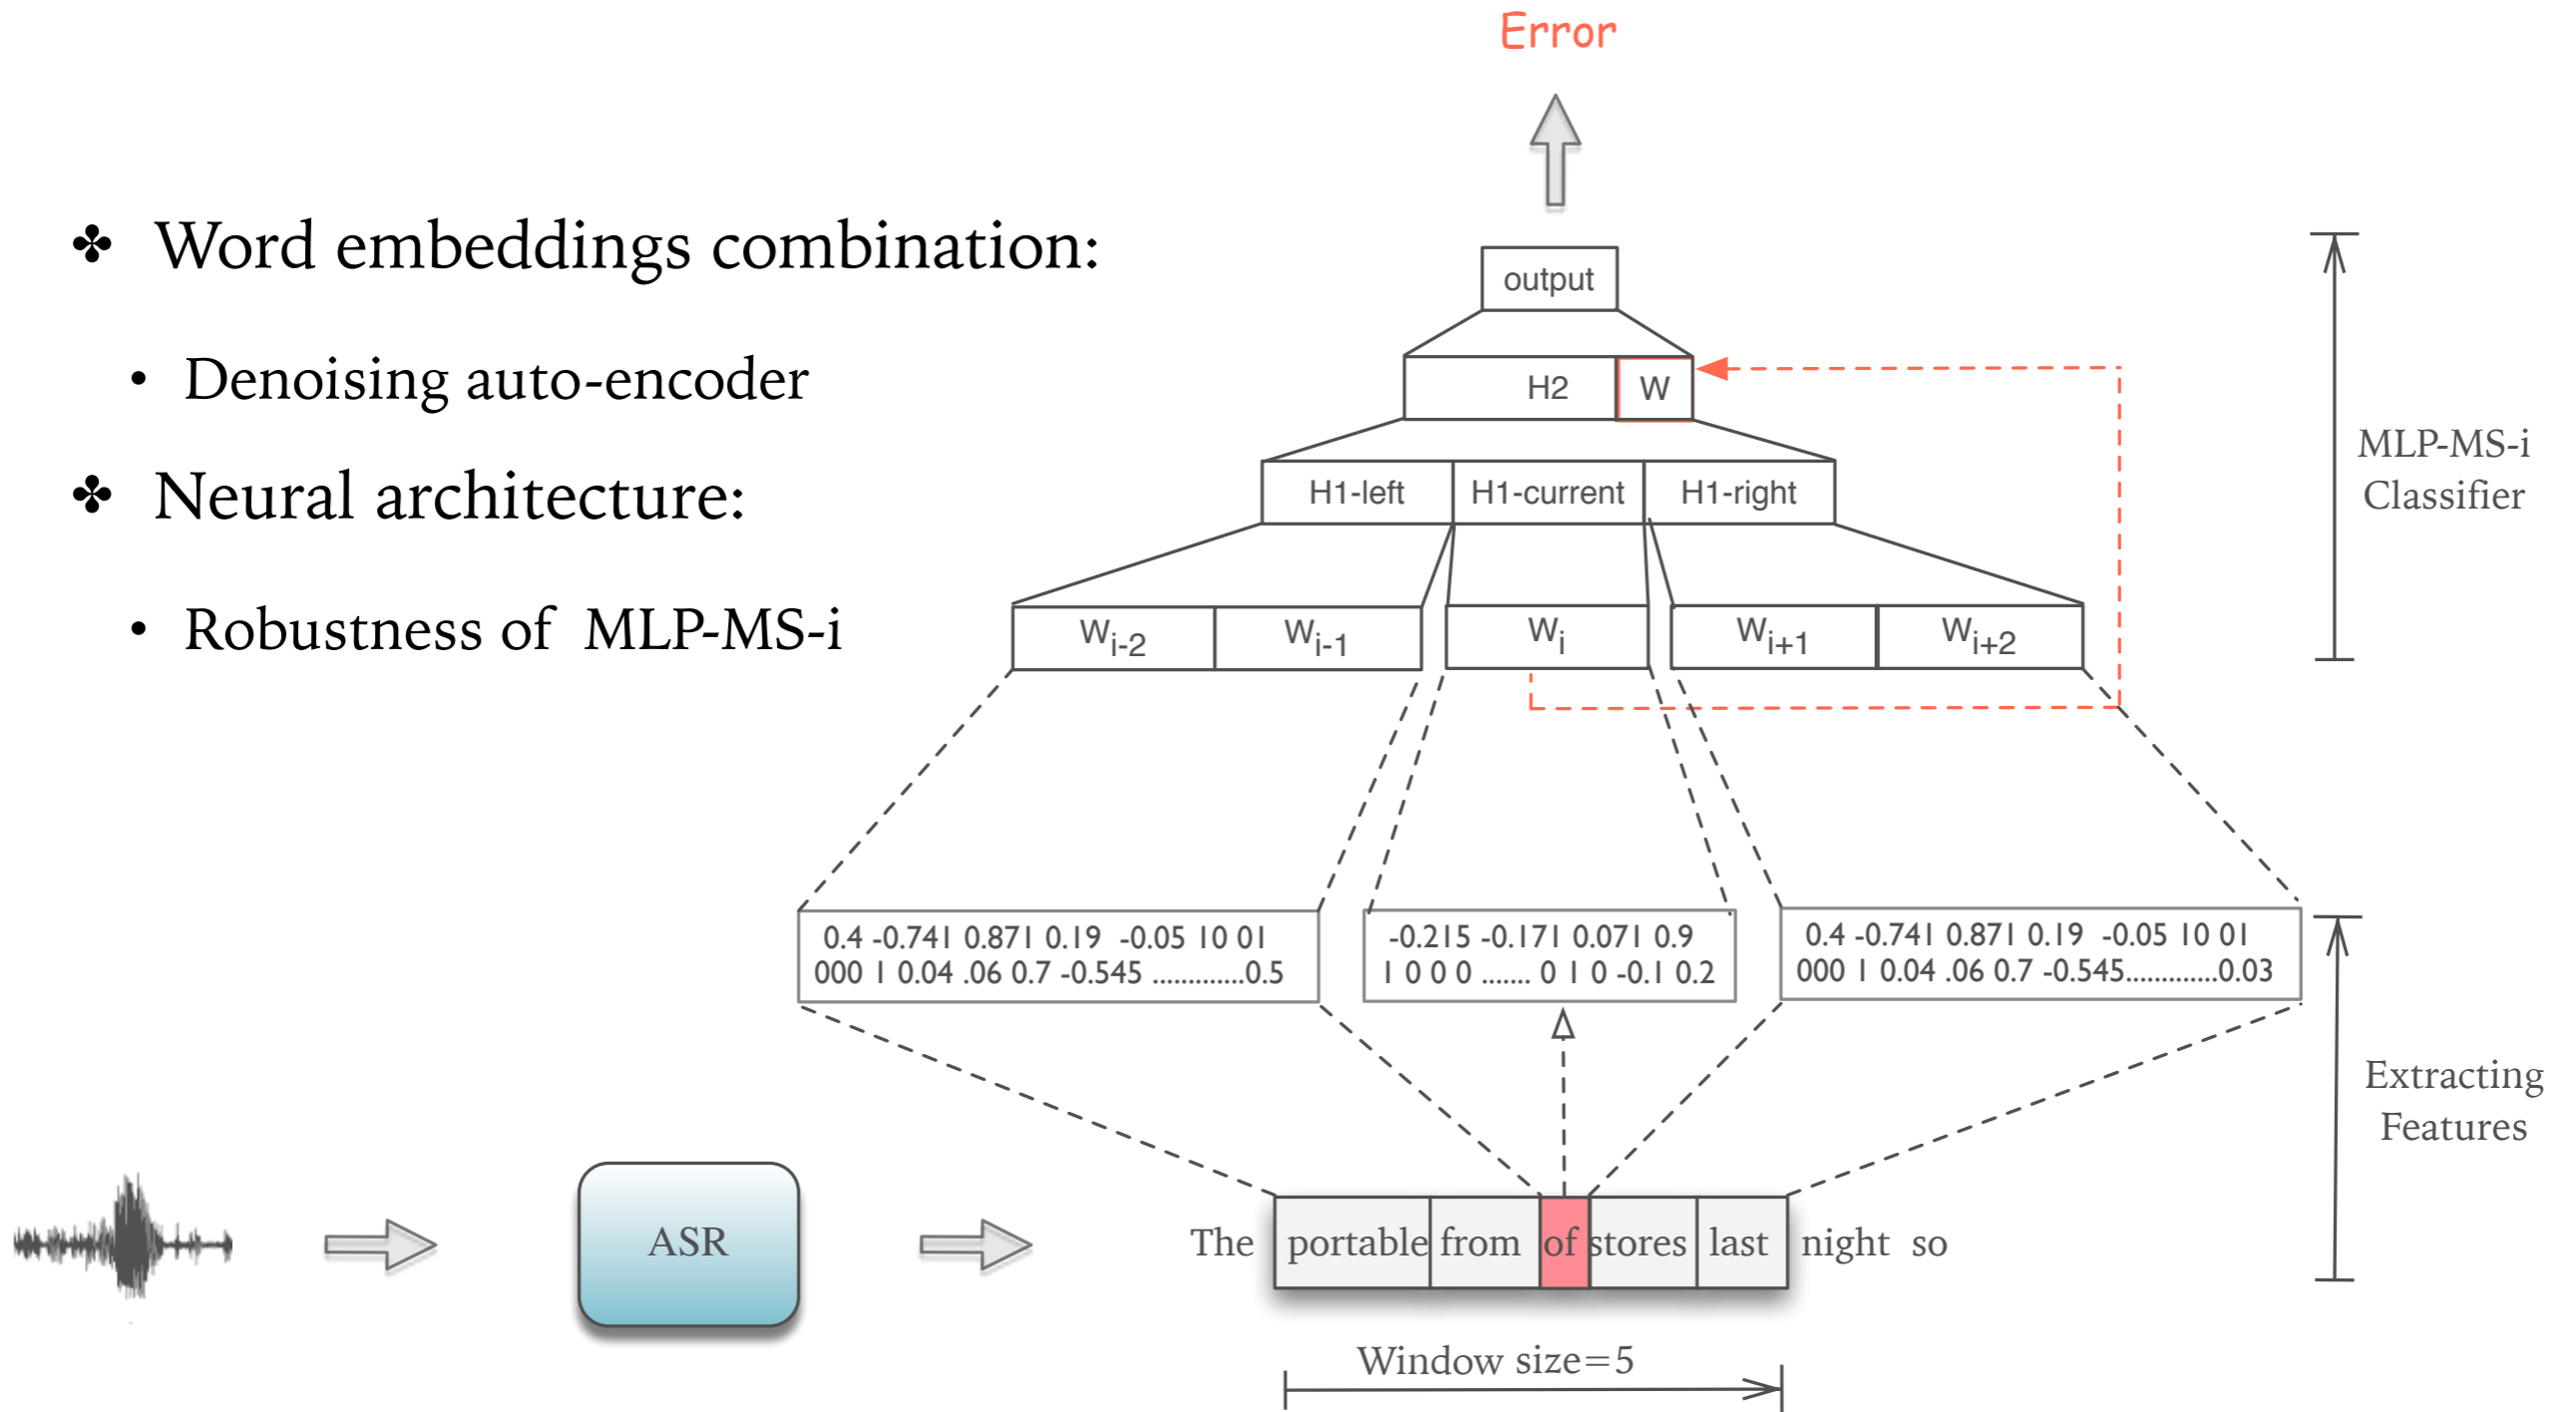 Error
❖ Word embeddings combination:
• Denoising auto-encoder
❖ Neural architecture:
• Robustness of MLP-MS-i
output
H2 W
H1-left H1-current H1-right
Wi-2 Wi-1 Wi Wi+1 Wi+2
MLP-MS-i
Classifier
0.4 -0.741 0.871 0.19 -0.05 10 01
000 1 0.04 .06 0.7 -0.545 .............0.5
-0.215 -0.171 0.071 0.9
1 0 0 0 ....... 0 1 0 -0.1 0.2
0.4 -0.741 0.871 0.19 -0.05 10 01
000 1 0.04 .06 0.7 -0.545.............0.03
Extracting
Features
ASR
The portable from of stores last night so
Window size=5